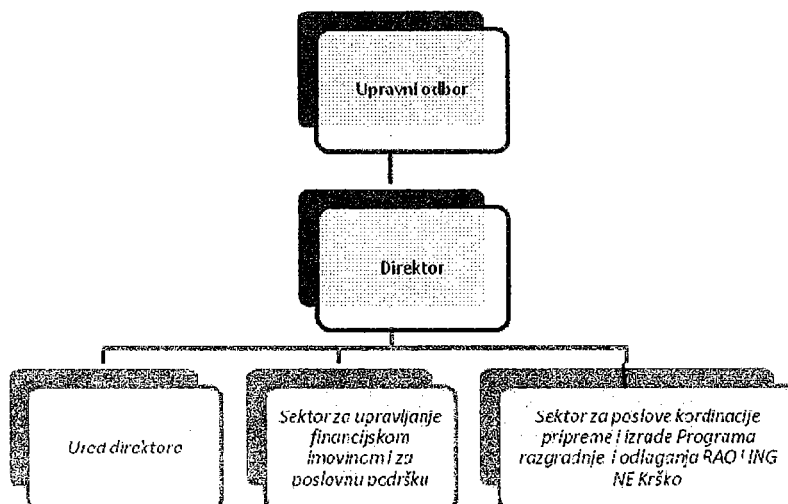 Upravni odbor
Direktor
Ured direktora
Sektor za upravljanje
financijskom
imovinom i za
poslovnu podršku
Sektor za poslove kordinacije
pripreme i izrade Programa
razgradnje i odlaganja RAO i ING
NE Krško